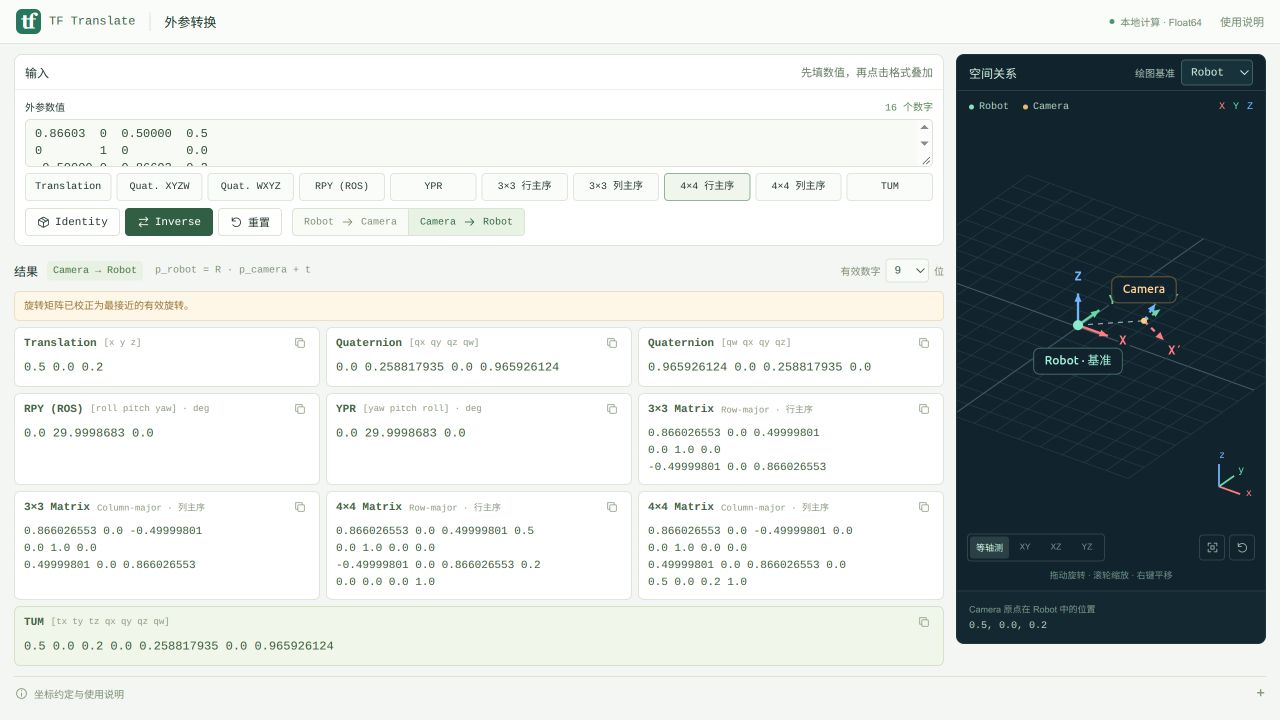 tf TF Translate 外参转换
本地计算 · Float64 使用说明
输入
先填数值，再点击格式叠加
外参数值
16 个数字
0.86603 0 0.50000 0.5
0 1 0 0.0
-0.50000 0 0.86603 0.2
Translation Quat. XYZW Quat. WXYZ RPY (ROS) YPR 3×3 行主序 3×3 列主序 4×4 行主序 4×4 列主序 TUM
Identity Inverse 重置 Robot → Camera Camera → Robot
结果 Camera → Robot p_robot = R · p_camera + t
有效数字 9 位
旋转矩阵已校正为最接近的有效旋转。
Translation [x y z]
0.5 0.0 0.2
Quaternion [qx qy qz qw]
0.0 0.258817935 0.0 0.965926124
Quaternion [qw qx qy qz]
0.965926124 0.0 0.258817935 0.0
RPY (ROS) [roll pitch yaw] · deg
0.0 29.9998683 0.0
YPR [yaw pitch roll] · deg
0.0 29.9998683 0.0
3×3 Matrix Row-major · 行主序
0.866026553 0.0 0.49999801
0.0 1.0 0.0
-0.49999801 0.0 0.866026553
3×3 Matrix Column-major · 列主序
0.866026553 0.0 -0.49999801
0.0 1.0 0.0
0.49999801 0.0 0.866026553
4×4 Matrix Row-major · 行主序
0.866026553 0.0 0.49999801 0.5
0.0 1.0 0.0 0.0
-0.49999801 0.0 0.866026553 0.2
0.0 0.0 0.0 1.0
4×4 Matrix Column-major · 列主序
0.866026553 0.0 -0.49999801 0.0
0.0 1.0 0.0 0.0
0.49999801 0.0 0.866026553 0.0
0.5 0.0 0.2 1.0
TUM [tx ty tz qx qy qz qw]
0.5 0.0 0.2 0.0 0.258817935 0.0 0.965926124
坐标约定与使用说明
+
空间关系
绘图基准 Robot
Robot Camera
X Y Z
Z
Camera
X
X′
Robot · 基准
z
y
x
等轴测 XY XZ YZ
拖动旋转 · 滚轮缩放 · 右键平移
Camera 原点在 Robot 中的位置
0.5, 0.0, 0.2